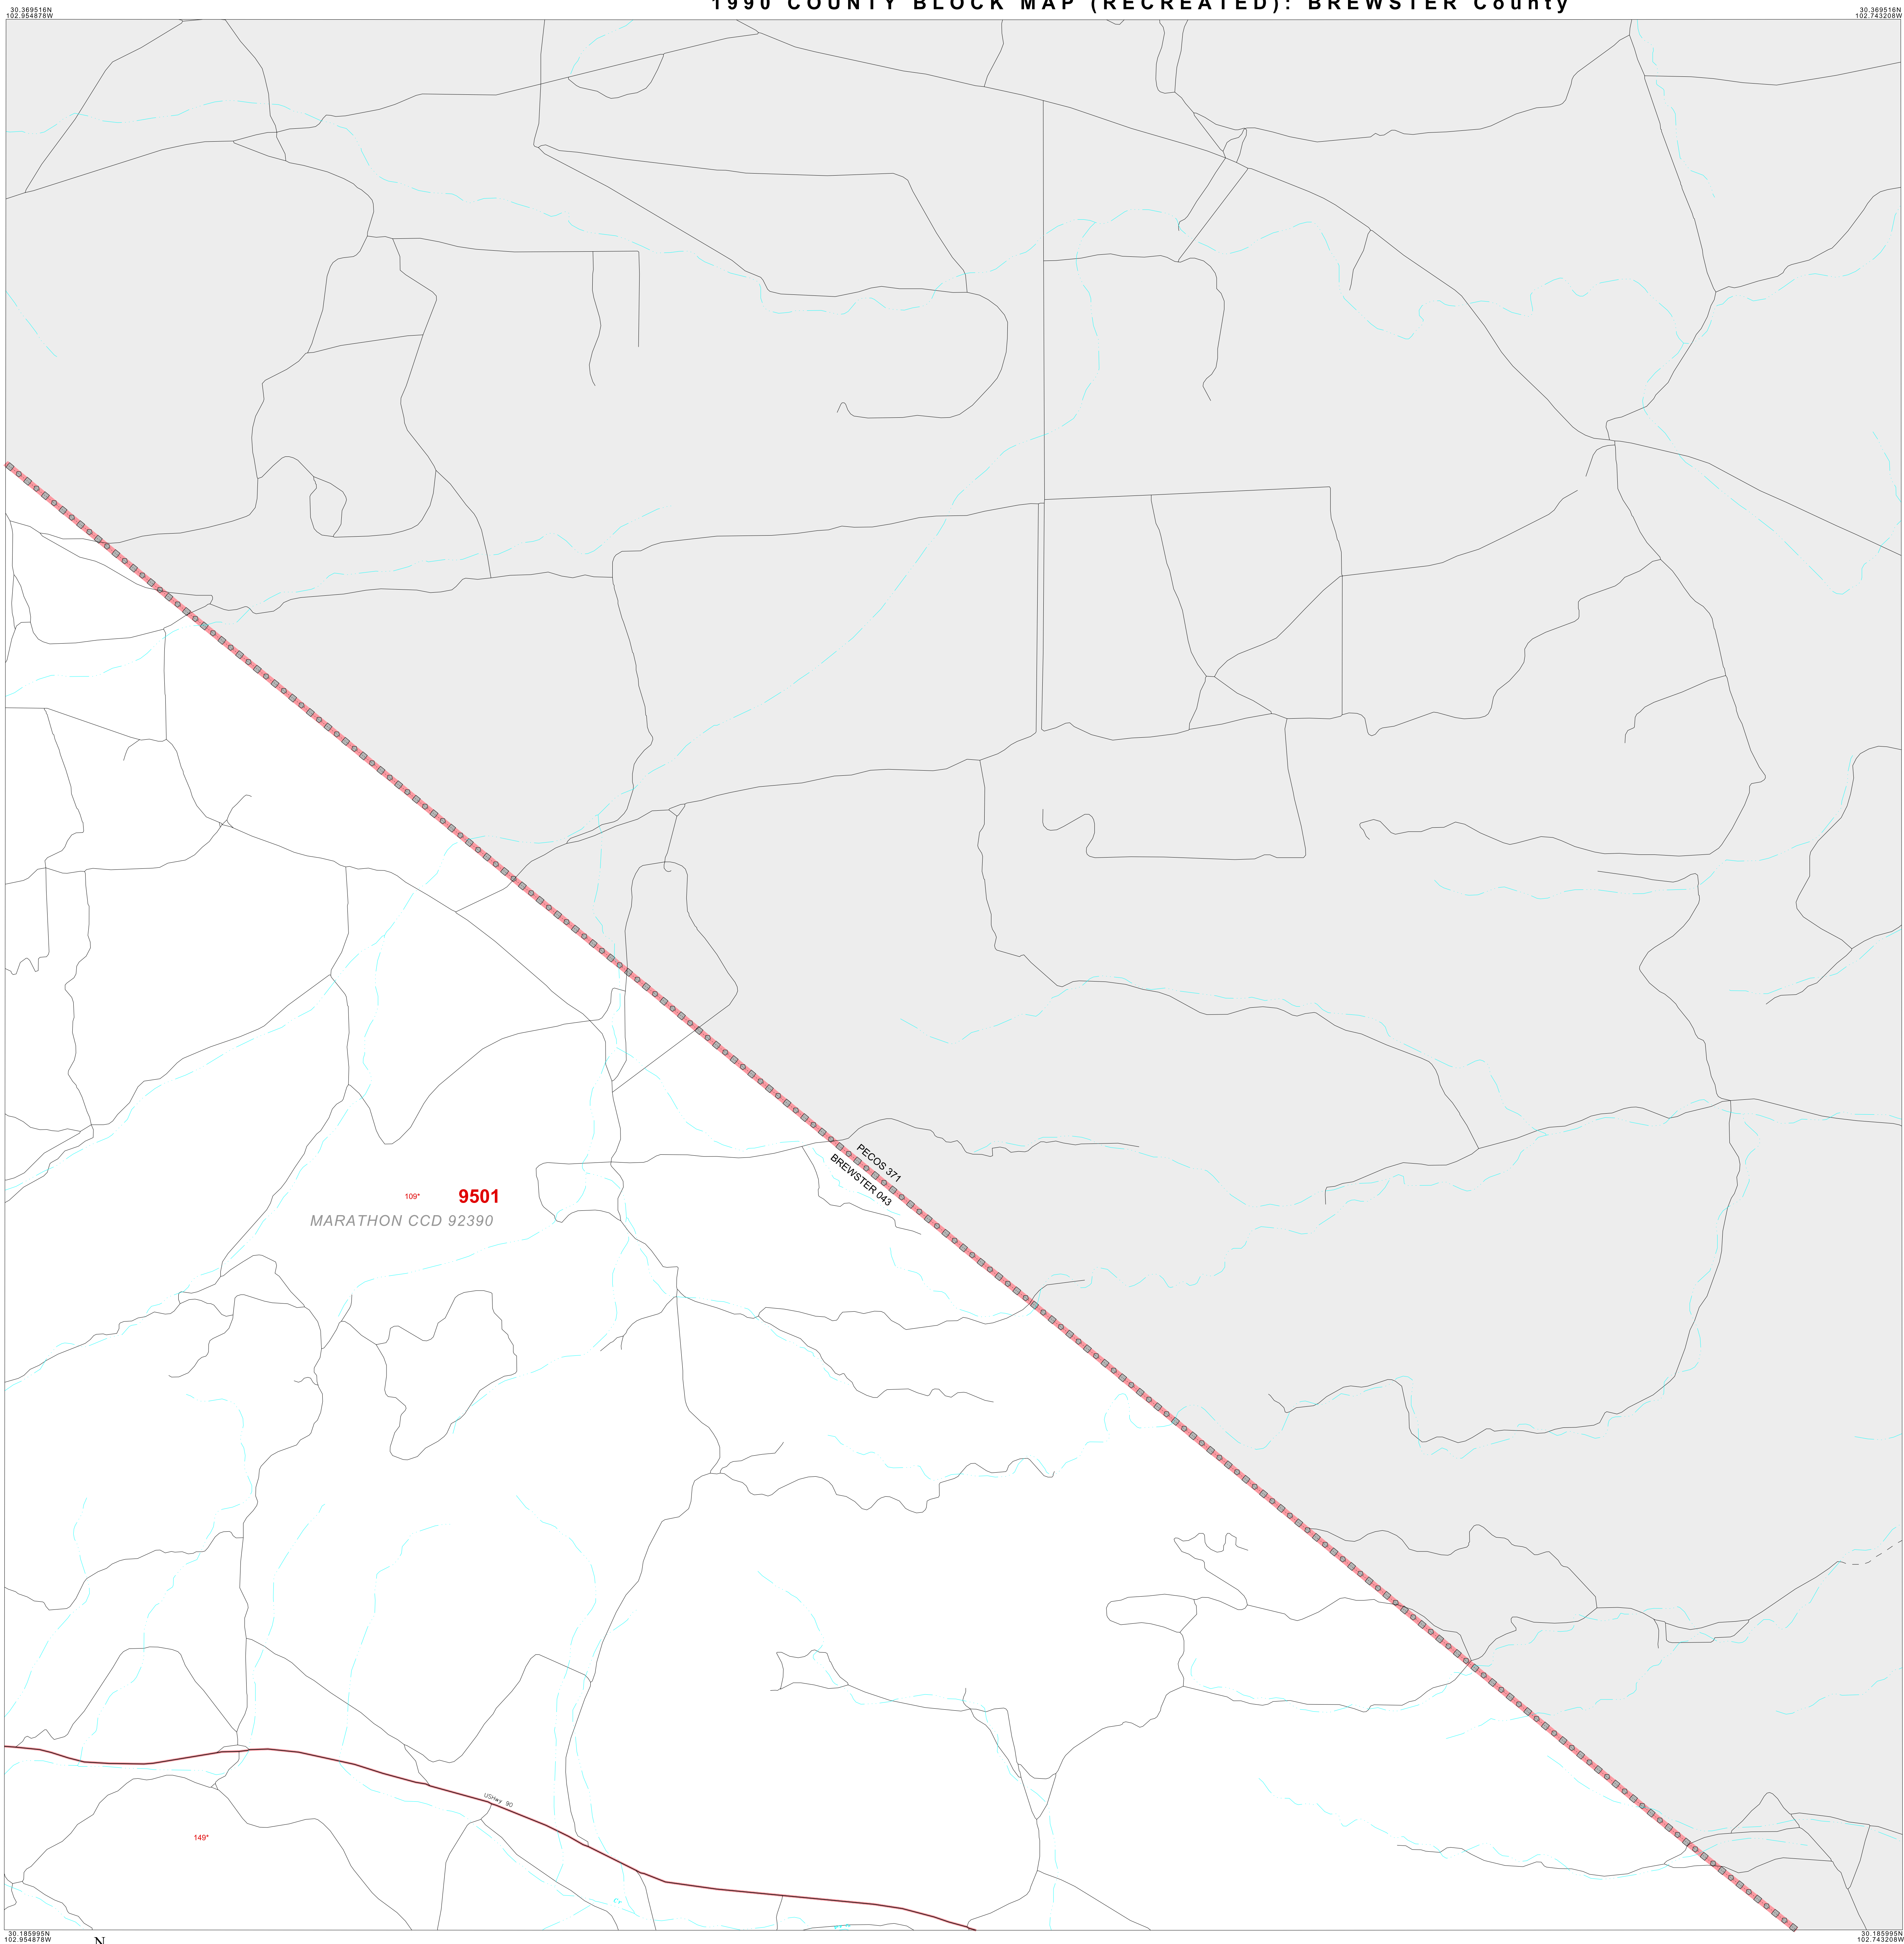 1990 COUNTY BLOCK MAP (RECREATED): BREWSTER County
30.369516N
102.954878W
30.369516N
102.743208W
PECOS 371
BREWSTER 043
109*
9501
MARATHON CCD 92390
USHwy 90
149*
30.185995N
102.954878W
N
30.185995N
102.743208W